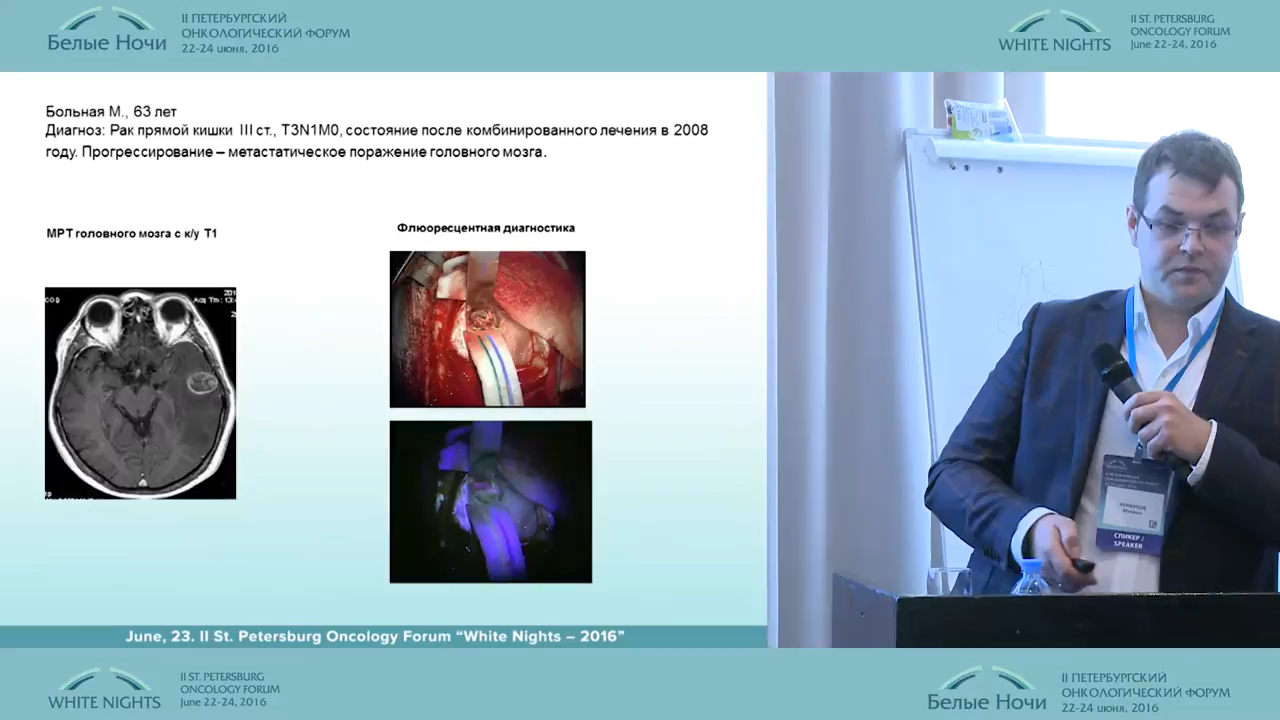 Белые Ночи
II ПЕТЕРБУРГСКИЙ
ОНКОЛОГИЧЕСКИЙ ФОРУМ
22-24 июня, 2016
WHITE NIGHTS
II ST. PETERSBURG
ONCOLOGY FORUM
June 22-24, 2016
Больная М., 63 лет
Диагноз: Рак прямой кишки III ст., T3N1M0, состояние после комбинированного лечения в 2008
году. Прогрессирование – метастатическое поражение головного мозга.
МРТ головного мозга с к/у Т1
Флюоресцентная диагностика
СПИКЕР /
SPEAKER
June, 23. II St. Petersburg Oncology Forum “White Nights – 2016”
WHITE NIGHTS
II ST. PETERSBURG
ONCOLOGY FORUM
June 22-24, 2016
Белые Ночи
II ПЕТЕРБУРГСКИЙ
ОНКОЛОГИЧЕСКИЙ ФОРУМ
22-24 июня, 2016